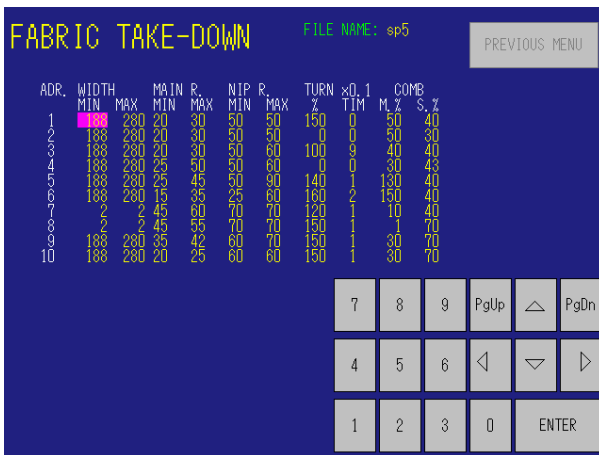 FABRIC TAKE-DOWN FILE NAME: sp5 PREVIOUS MENU
ADR. WIDTH MAIN R. NIP R. TURN ×0.1 COMB
MIN MAX MIN MAX MIN MAX % TIM M.% S.%
1 188 280 20 30 50 50 150 0 50 40
2 188 280 20 30 50 50 0 0 50 30
3 188 280 20 30 50 60 100 9 40 40
4 188 280 25 50 50 60 0 0 30 43
5 188 280 25 45 50 90 140 1 130 40
6 188 280 15 35 25 60 160 2 150 40
7 2 2 45 60 70 70 120 1 10 40
8 2 2 45 55 70 70 150 1 1 70
9 188 280 35 42 60 70 150 1 30 70
10 188 280 20 25 60 60 150 1 30 70
7 8 9 PgUp PgDn
4 5 6
1 2 3 0 ENTER